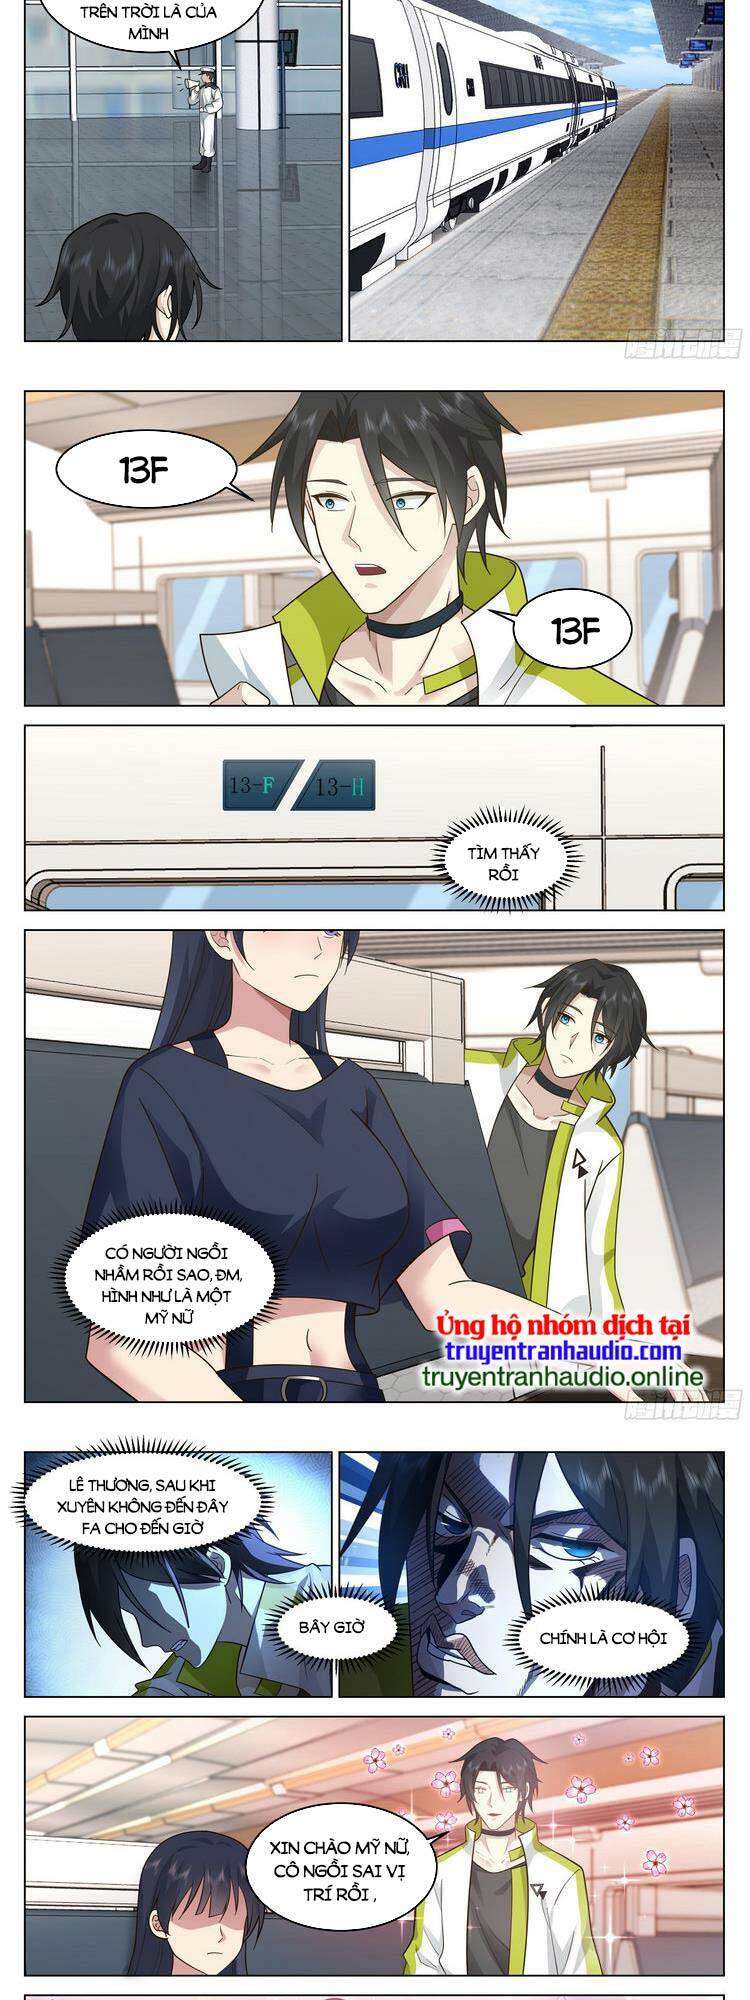 TRÊN TRỜI LÀ CỦA
MÌNH
13F
13F
13-F
13-H
TÌM THẤY
RỒI
CÓ NGƯỜI NGỒI
NHẦM RỒI SAO, ĐM,
HÌNH NHƯ LÀ MỘT
MỸ NỮ
Ủng hộ nhóm dịch tại
truyentranhaudio.com
truyentranhaudio.online
LÊ THƯƠNG, SAU KHI
XUYÊN KHÔNG ĐẾN ĐÂY
FA CHO ĐẾN GIỜ
BÂY GIỜ
CHÍNH LÀ CƠ HỘI
XIN CHÀO MỸ NỮ,
CÔ NGỒI SAI VỊ
TRÍ RỒI ,